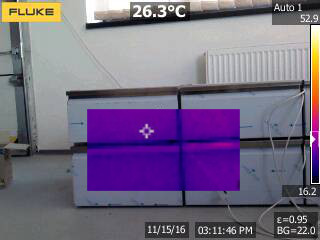 FLUKE
26.3°C
Auto 1
52.9
16.2
ε=0.95
BG=22.0
11/15/16
03:11:46 PM